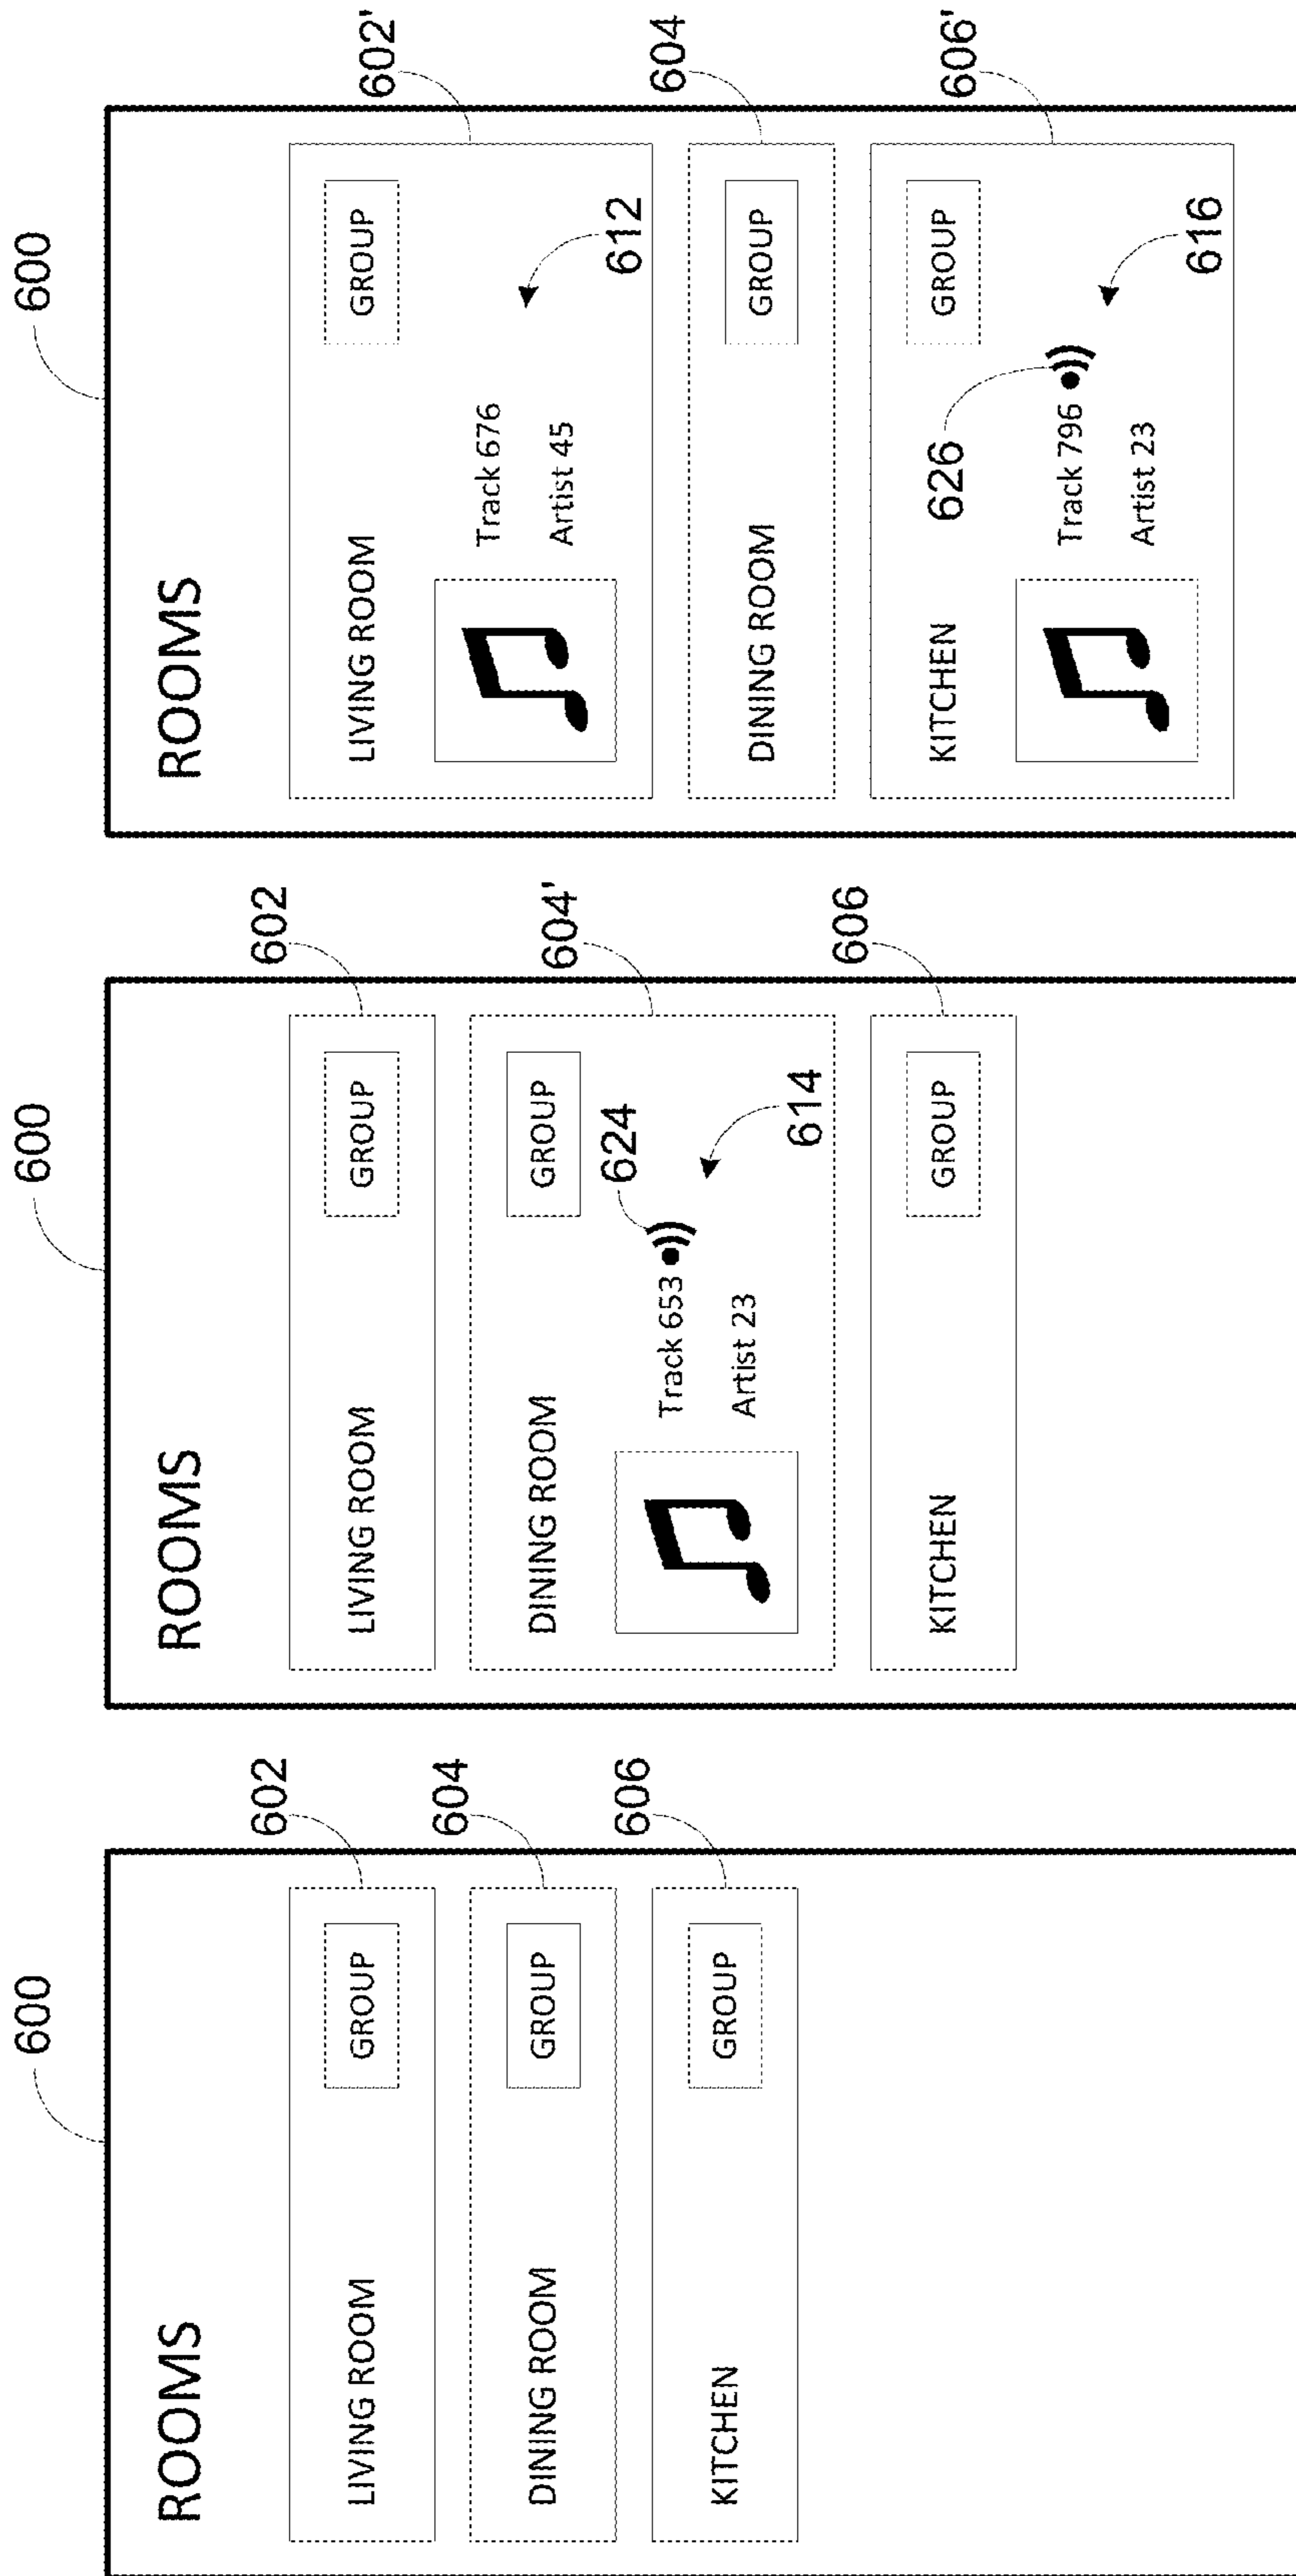 600
ROOMS
LIVING ROOM
GROUP
602
DINING ROOM
GROUP
604
KITCHEN
GROUP
606
600
ROOMS
LIVING ROOM
GROUP
602
DINING ROOM
GROUP
604'
624
Track 653
Artist 23
614
KITCHEN
GROUP
606
600
ROOMS
LIVING ROOM
GROUP
602'
Track 676
Artist 45
612
DINING ROOM
GROUP
604
KITCHEN
GROUP
606'
626
Track 796
Artist 23
616